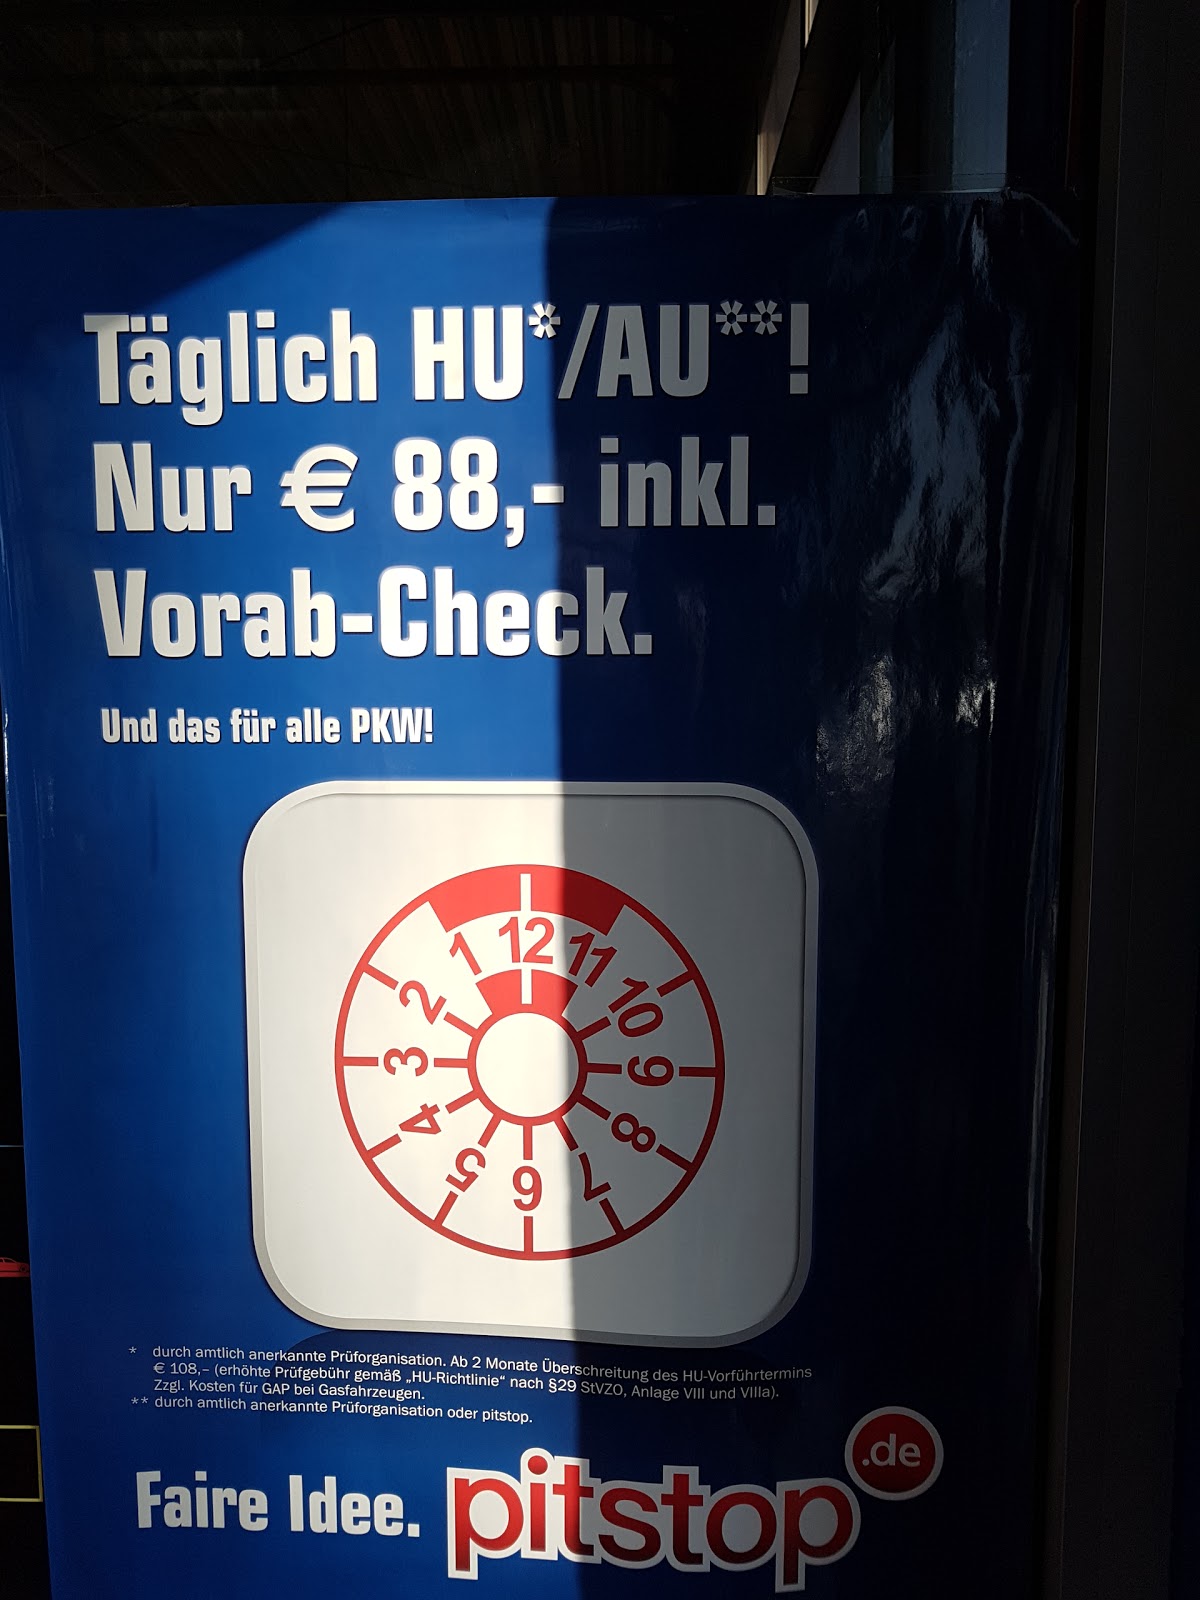 Täglich HU*/AU**!
Nur € 88,- inkl.
Vorab-Check.
Und das für alle PKW!
1 12 11
2 10
3 9
4 8
5 6 7
* durch amtlich anerkannte Prüforganisation. Ab 2 Monate Überschreitung des HU-Vorführtermins
€ 108,– (erhöhte Prüfgebühr gemäß „HU-Richtlinie“ nach §29 StVZO, Anlage VIII und VIIIa).
Zzgl. Kosten für GAP bei Gasfahrzeugen.
** durch amtlich anerkannte Prüforganisation oder pitstop.
Faire Idee. pitstop.de